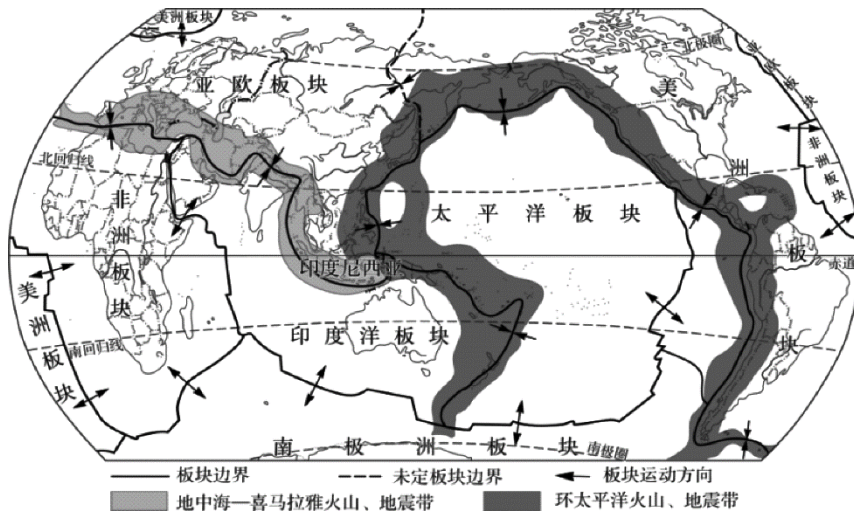 美洲板块
北极圈
亚欧板块
亚欧板块
美
洲
板
块
非洲板块
北回归线
非洲板块
太平洋板块
印度尼西亚
赤道
美洲板块
印度洋板块
南回归线
南极洲板块
南极圈
板块边界
未定板块边界
板块运动方向
地中海—喜马拉雅火山、地震带
环太平洋火山、地震带